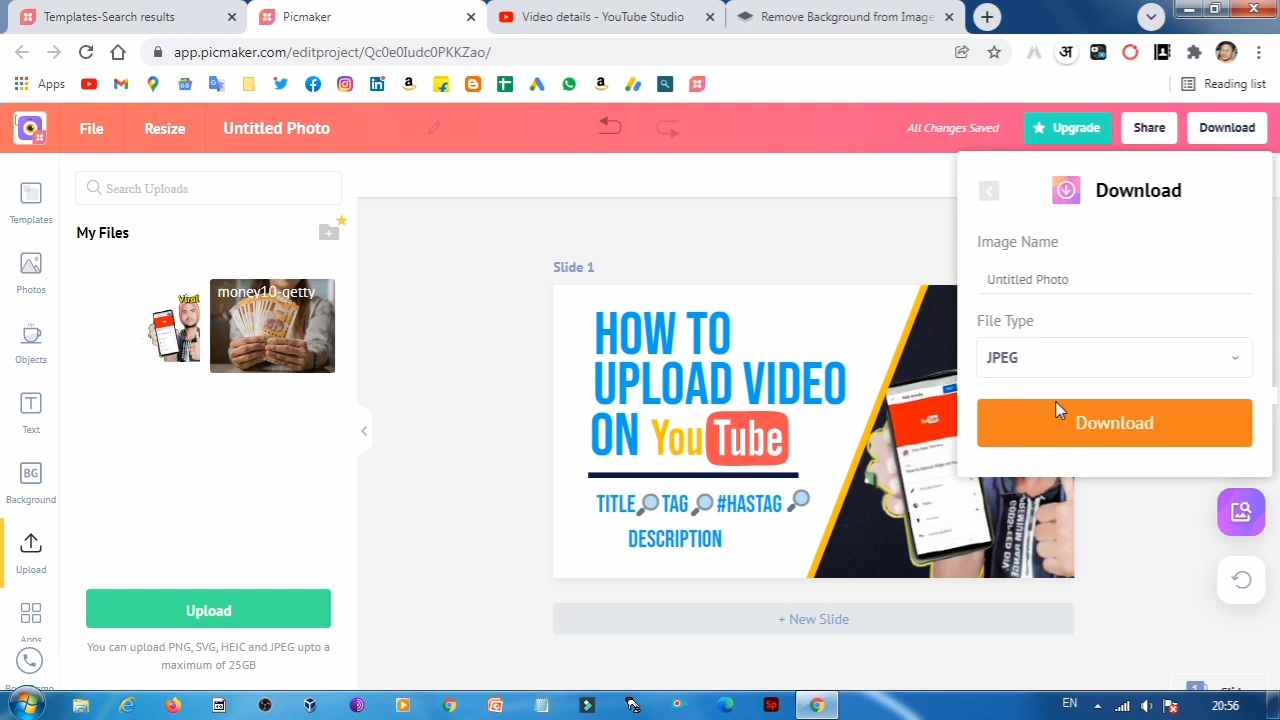 Templates-Search results
Picmaker
Video details - YouTube Studio
Remove Background from Image
app.picmaker.com/editproject/Qc0e0Iudc0PKKZao/
अ
Apps
Reading list
File
Resize
Untitled Photo
All Changes Saved
Upgrade
Share
Download
Templates
Photos
Objects
Text
BG
Background
Upload
Apps
Search Uploads
My Files
Viral
money10-getty
Upload
You can upload PNG, SVG, HEIC and JPEG upto a
maximum of 25GB
Slide 1
HOW TO
UPLOAD VIDEO
ON YouTube
TITLE TAG #HASTAG
DESCRIPTION
+ New Slide
Download
Image Name
Untitled Photo
File Type
JPEG
Download
EN
20:56